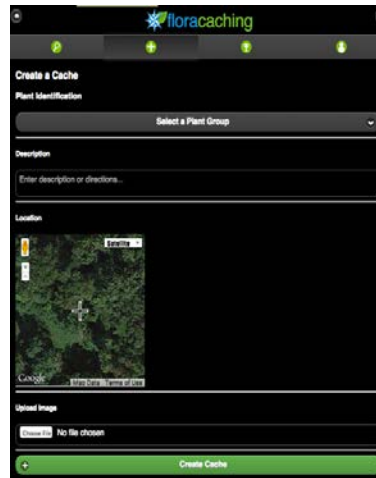 floracaching
Create a Cache
Plant Identification
Select a Plant Group
Description
Enter description or directions...
Location
Satellite
+
-
Google
Map Data Terms of Use
Upload Image
Choose File No file chosen
Create Cache